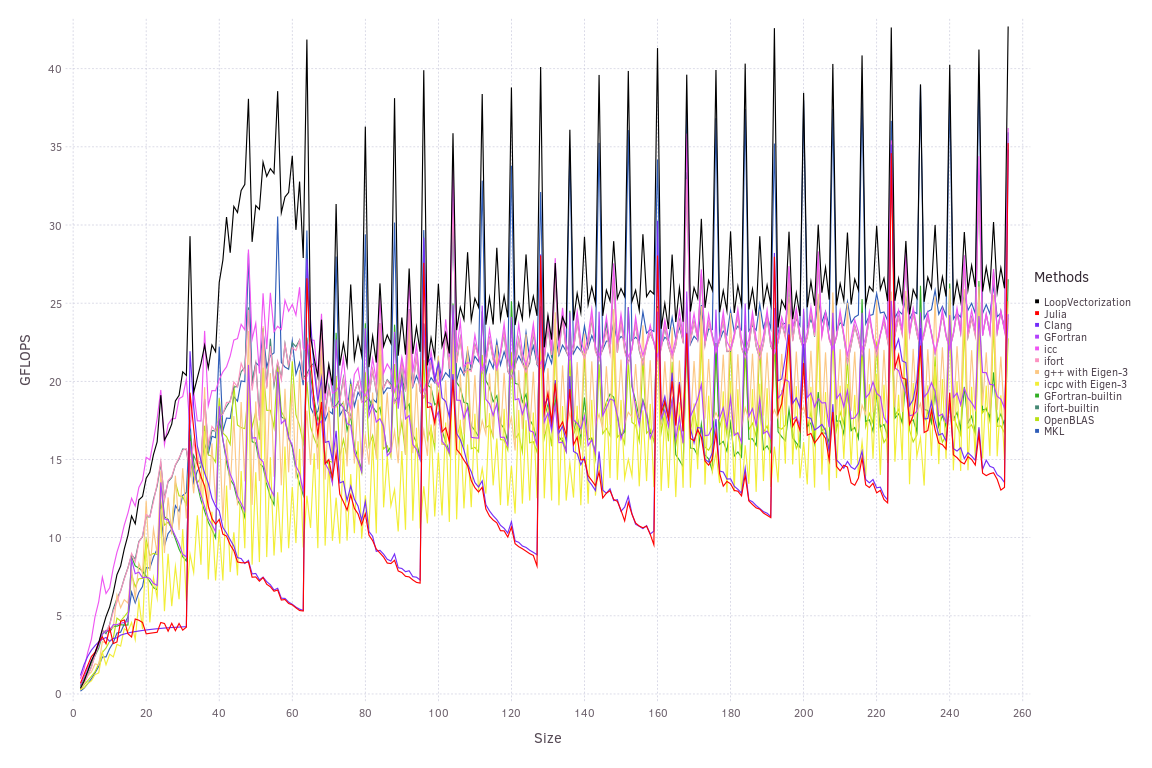 GFLOPS
40
35
30
25
20
15
10
5
0
0 20 40 60 80 100 120 140 160 180 200 220 240 260
Size
Methods
LoopVectorization
Julia
Clang
GFortran
icc
ifort
g++ with Eigen-3
icpc with Eigen-3
GFortran-builtin
ifort-builtin
OpenBLAS
MKL